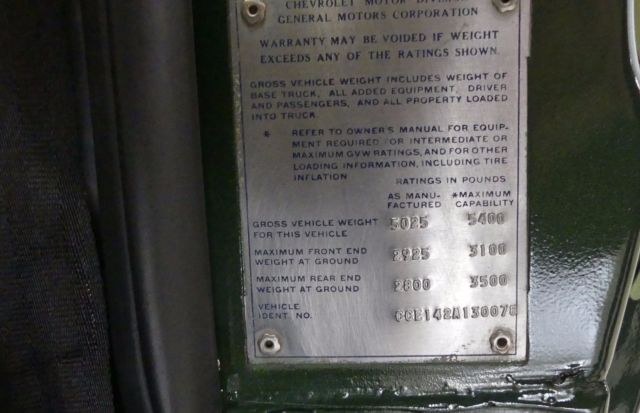 CHEVROLET MOTOR DIVISION
GENERAL MOTORS CORPORATION
WARRANTY MAY BE VOIDED IF WEIGHT
EXCEEDS ANY OF THE RATINGS SHOWN.
GROSS VEHICLE WEIGHT INCLUDES WEIGHT OF
BASE TRUCK, ALL ADDED EQUIPMENT, DRIVER
AND PASSENGERS, AND ALL PROPERTY LOADED
INTO TRUCK.
* REFER TO OWNER'S MANUAL FOR EQUIP-
MENT REQUIRED FOR INTERMEDIATE OR
MAXIMUM GVW RATINGS, AND FOR OTHER
LOADING INFORMATION, INCLUDING TIRE
INFLATION
RATINGS IN POUNDS
AS MANU- *MAXIMUM
FACTURED CAPABILITY
GROSS VEHICLE WEIGHT 5025 5400
FOR THIS VEHICLE
MAXIMUM FRONT END 2925 3100
WEIGHT AT GROUND
MAXIMUM REAR END 2800 3500
WEIGHT AT GROUND
VEHICLE
IDENT. NO.